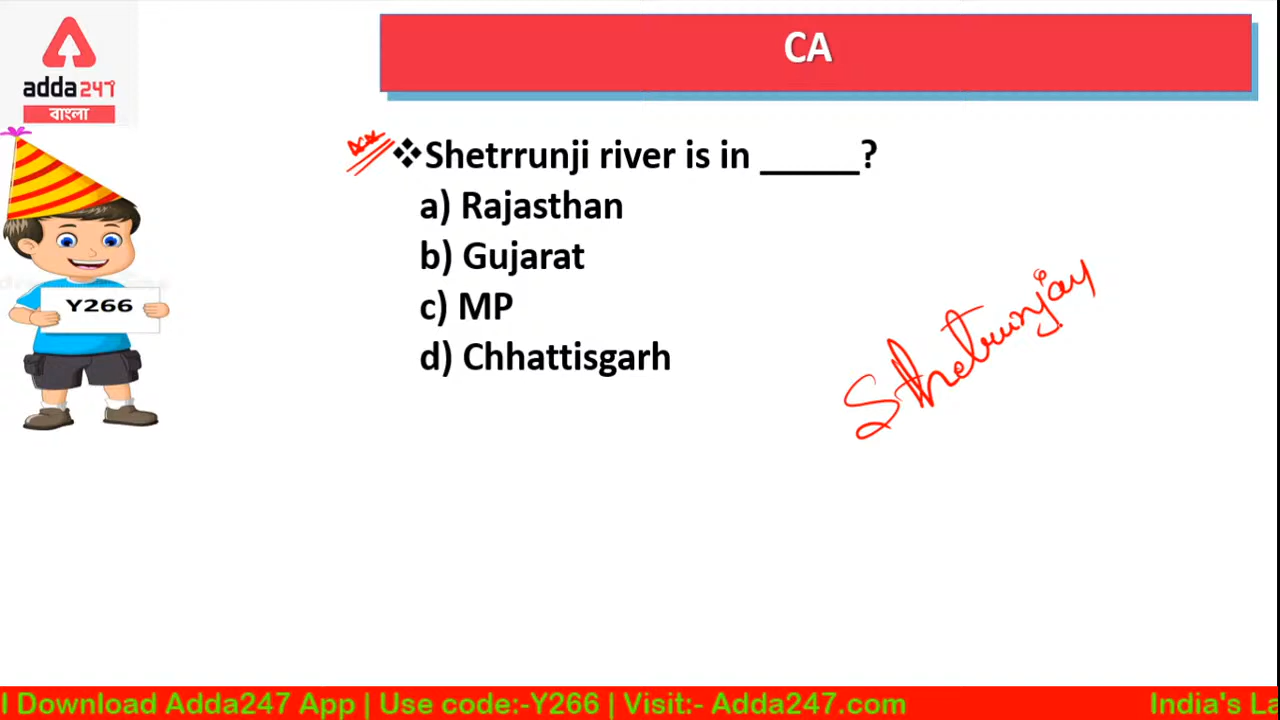 adda247
বাংলা
CA
❖Shetrrunji river is in _____?
a) Rajasthan
b) Gujarat
c) MP
d) Chhattisgarh
Y266
Shetrunjay
l Download Adda247 App | Use code:-Y266 | Visit:- Adda247.com India's La